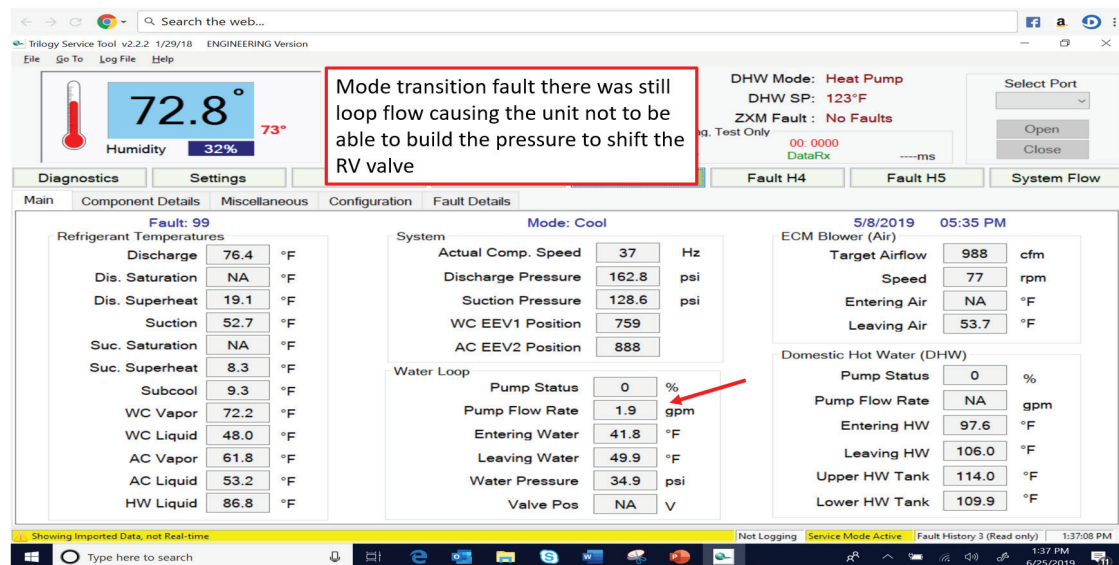 Search the web...
Trilogy Service Tool v2.2.2 1/29/18 ENGINEERING Version
File Go To Log File Help
72.8°
73°
Humidity 32%
Mode transition fault there was still
loop flow causing the unit not to be
able to build the pressure to shift the
RV valve
DHW Mode: Heat Pump
DHW SP: 123°F
ZXM Fault : No Faults
g, Test Only
00: 0000
DataRx ----ms
Select Port
Open
Close
Diagnostics Settings Fault H4 Fault H5 System Flow
Main Component Details Miscellaneous Configuration Fault Details
Fault: 99 Mode: Cool 5/8/2019 05:35 PM
Refrigerant Temperatures
Discharge 76.4 °F
Dis. Saturation NA °F
Dis. Superheat 19.1 °F
Suction 52.7 °F
Suc. Saturation NA °F
Suc. Superheat 8.3 °F
Subcool 9.3 °F
WC Vapor 72.2 °F
WC Liquid 48.0 °F
AC Vapor 61.8 °F
AC Liquid 53.2 °F
HW Liquid 86.8 °F
System
Actual Comp. Speed 37 Hz
Discharge Pressure 162.8 psi
Suction Pressure 128.6 psi
WC EEV1 Position 759
AC EEV2 Position 888
Water Loop
Pump Status 0 %
Pump Flow Rate 1.9 gpm
Entering Water 41.8 °F
Leaving Water 49.9 °F
Water Pressure 34.9 psi
Valve Pos NA V
ECM Blower (Air)
Target Airflow 988 cfm
Speed 77 rpm
Entering Air NA °F
Leaving Air 53.7 °F
Domestic Hot Water (DHW)
Pump Status 0 %
Pump Flow Rate NA gpm
Entering HW 97.6 °F
Leaving HW 106.0 °F
Upper HW Tank 114.0 °F
Lower HW Tank 109.9 °F
Showing Imported Data, not Real-time Not Logging Service Mode Active Fault History 3 (Read only) 1:37:08 PM
Type here to search
1:37 PM
6/25/2019